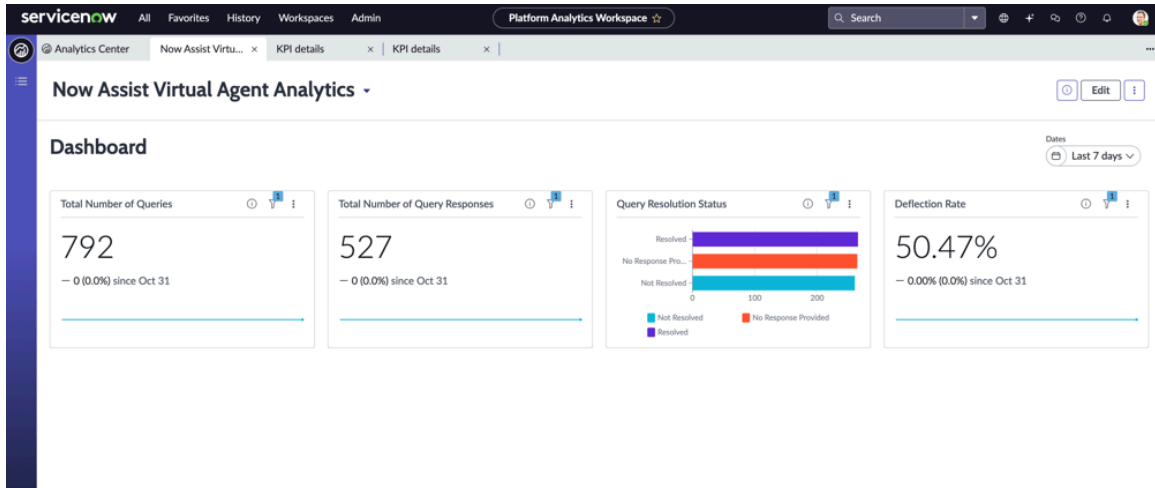 servicenow All Favorites History Workspaces Admin Platform Analytics Workspace Search
Analytics Center Now Assist Virtu... × KPI details × KPI details ×
Now Assist Virtual Agent Analytics
Edit
Dashboard
Dates
Last 7 days
Total Number of Queries 1
792
— 0 (0.0%) since Oct 31
Total Number of Query Responses 1
527
— 0 (0.0%) since Oct 31
Query Resolution Status 1
Resolved
No Response Pro...
Not Resolved
0 100 200
Not Resolved No Response Provided
Resolved
Deflection Rate 1
50.47%
— 0.00% (0.0%) since Oct 31